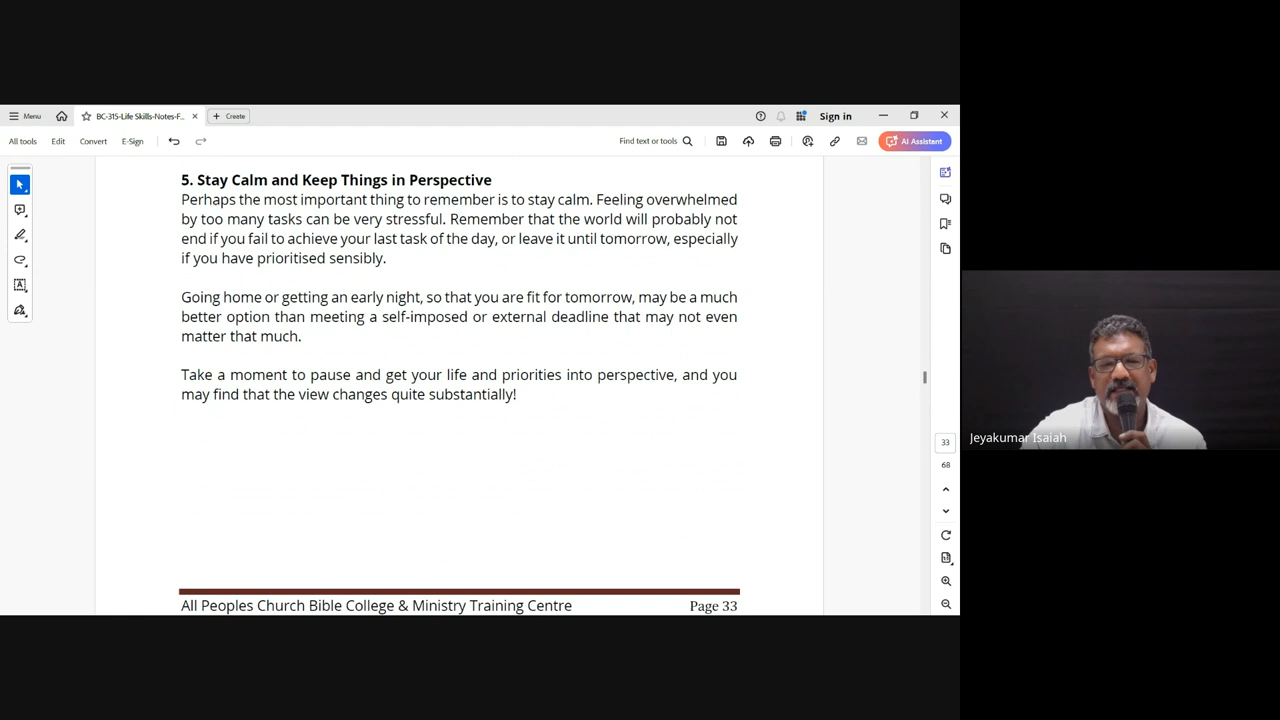 Menu
BC-315-Life Skills-Notes-F...
Create
Sign in
All tools
Edit
Convert
E-Sign
Find text or tools
AI Assistant
5. Stay Calm and Keep Things in Perspective
Perhaps the most important thing to remember is to stay calm. Feeling overwhelmed
by too many tasks can be very stressful. Remember that the world will probably not
end if you fail to achieve your last task of the day, or leave it until tomorrow, especially
if you have prioritised sensibly.
Going home or getting an early night, so that you are fit for tomorrow, may be a much
better option than meeting a self-imposed or external deadline that may not even
matter that much.
Take a moment to pause and get your life and priorities into perspective, and you
may find that the view changes quite substantially!
All Peoples Church Bible College & Ministry Training Centre
Page 33
33
68
Jeyakumar Isaiah